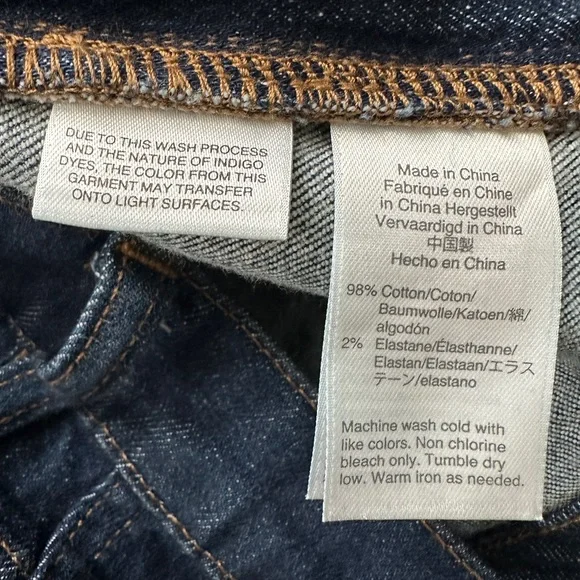 DUE TO THIS WASH PROCESS
AND THE NATURE OF INDIGO
DYES, THE COLOR FROM THIS
GARMENT MAY TRANSFER
ONTO LIGHT SURFACES.
Made in China
Fabriqué en Chine
in China Hergestellt
Vervaardigd in China
中国製
Hecho en China
98% Cotton/Coton/
Baumwolle/Katoen/綿/
algodón
2% Elastane/Élasthanne/
Elastan/Elastaan/エラス
テーン/elastano
Machine wash cold with
like colors. Non chlorine
bleach only. Tumble dry
low. Warm iron as needed.